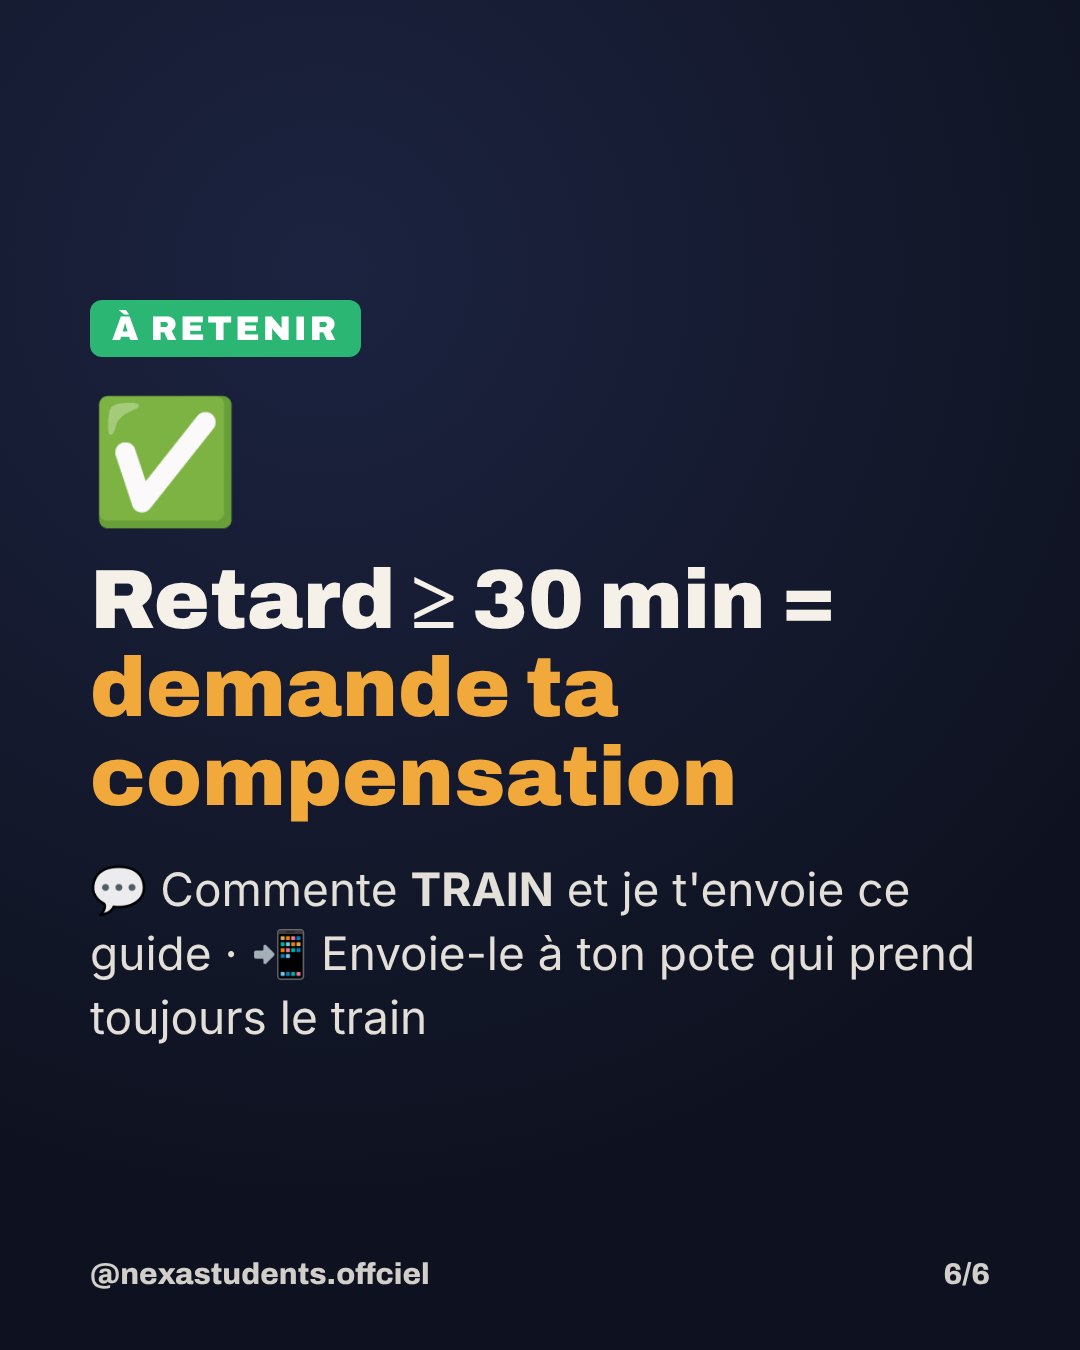 À RETENIR
Retard ≥ 30 min =
demande ta
compensation
💬 Commente TRAIN et je t'envoie ce
guide · 📲 Envoie-le à ton pote qui prend
toujours le train
@nexastudents.offciel
6/6